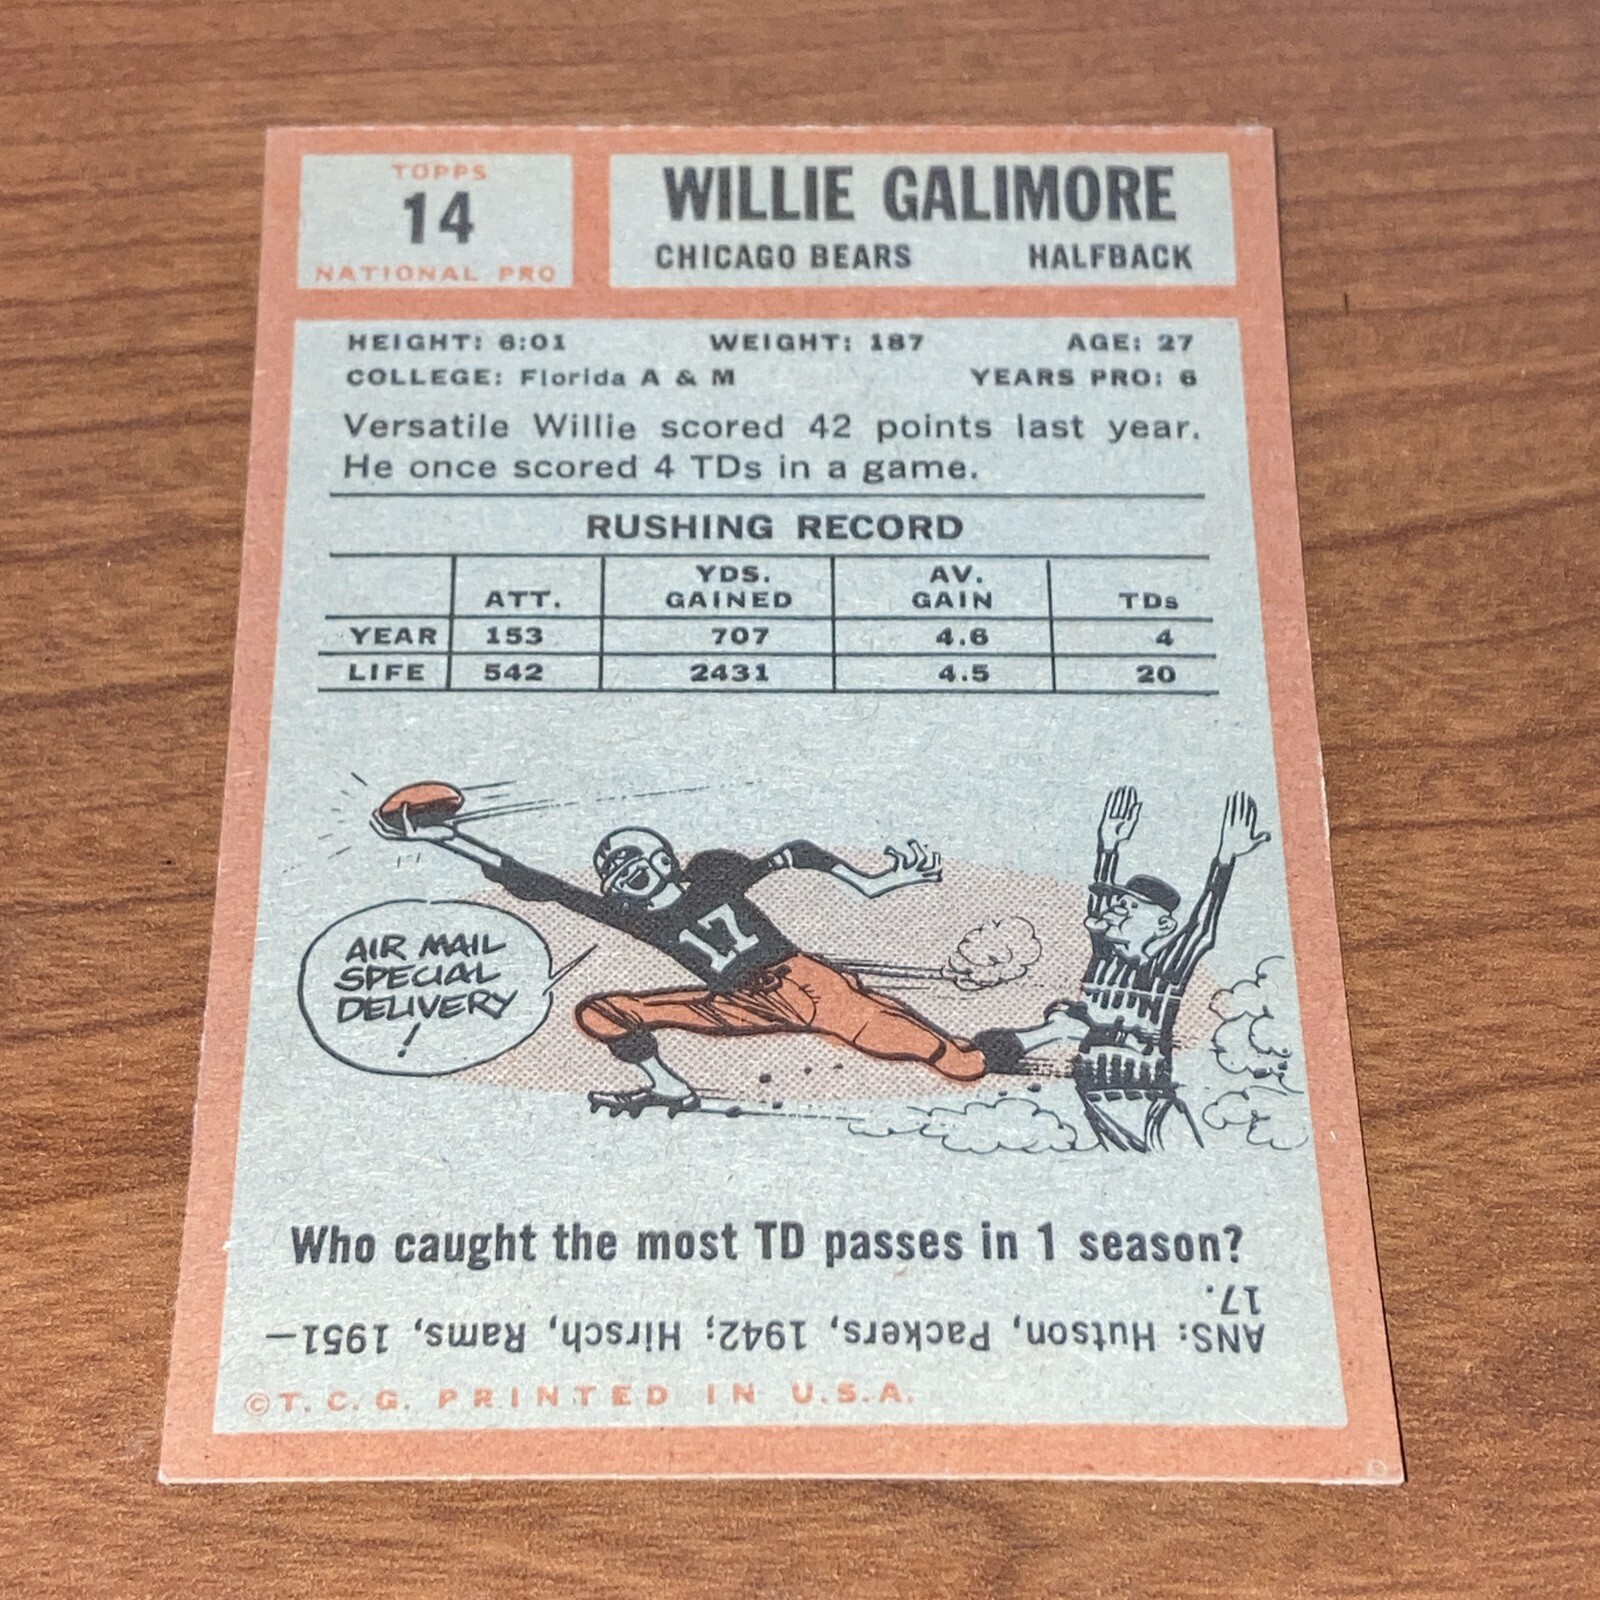 TOPPS
14
NATIONAL PRO
WILLIE GALIMORE
CHICAGO BEARS HALFBACK
HEIGHT: 6:01 WEIGHT: 187 AGE: 27
COLLEGE: Florida A & M YEARS PRO: 6
Versatile Willie scored 42 points last year.
He once scored 4 TDs in a game.
RUSHING RECORD
ATT. YDS. GAINED AV. GAIN TDs
YEAR 153 707 4.6 4
LIFE 542 2431 4.5 20
AIR MAIL
SPECIAL
DELIVERY
!
17
Who caught the most TD passes in 1 season?
ANS: Hutson, Packers, 1942; Hirsch, Rams, 1951—
17.
©T.C.G. PRINTED IN U.S.A.